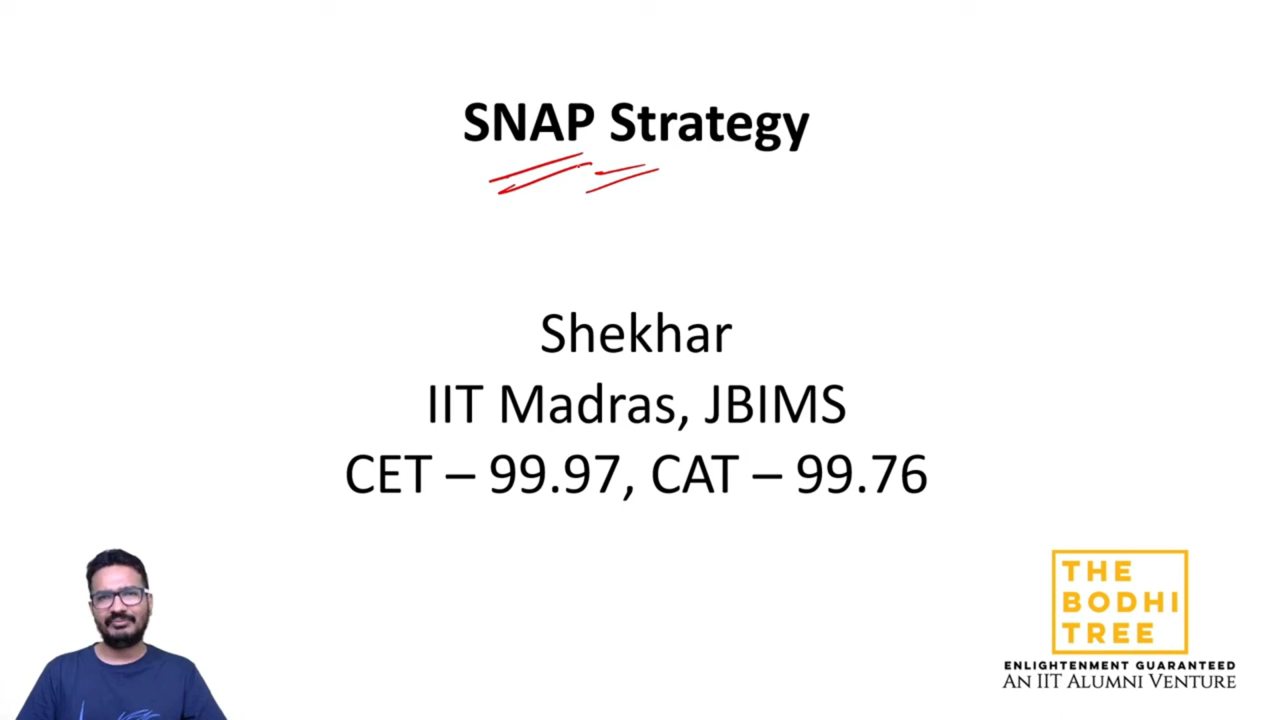 SNAP Strategy
Shekhar
IIT Madras, JBIMS
CET – 99.97, CAT – 99.76
THE
BODHI
TREE
ENLIGHTENMENT GUARANTEED
AN IIT ALUMNI VENTURE